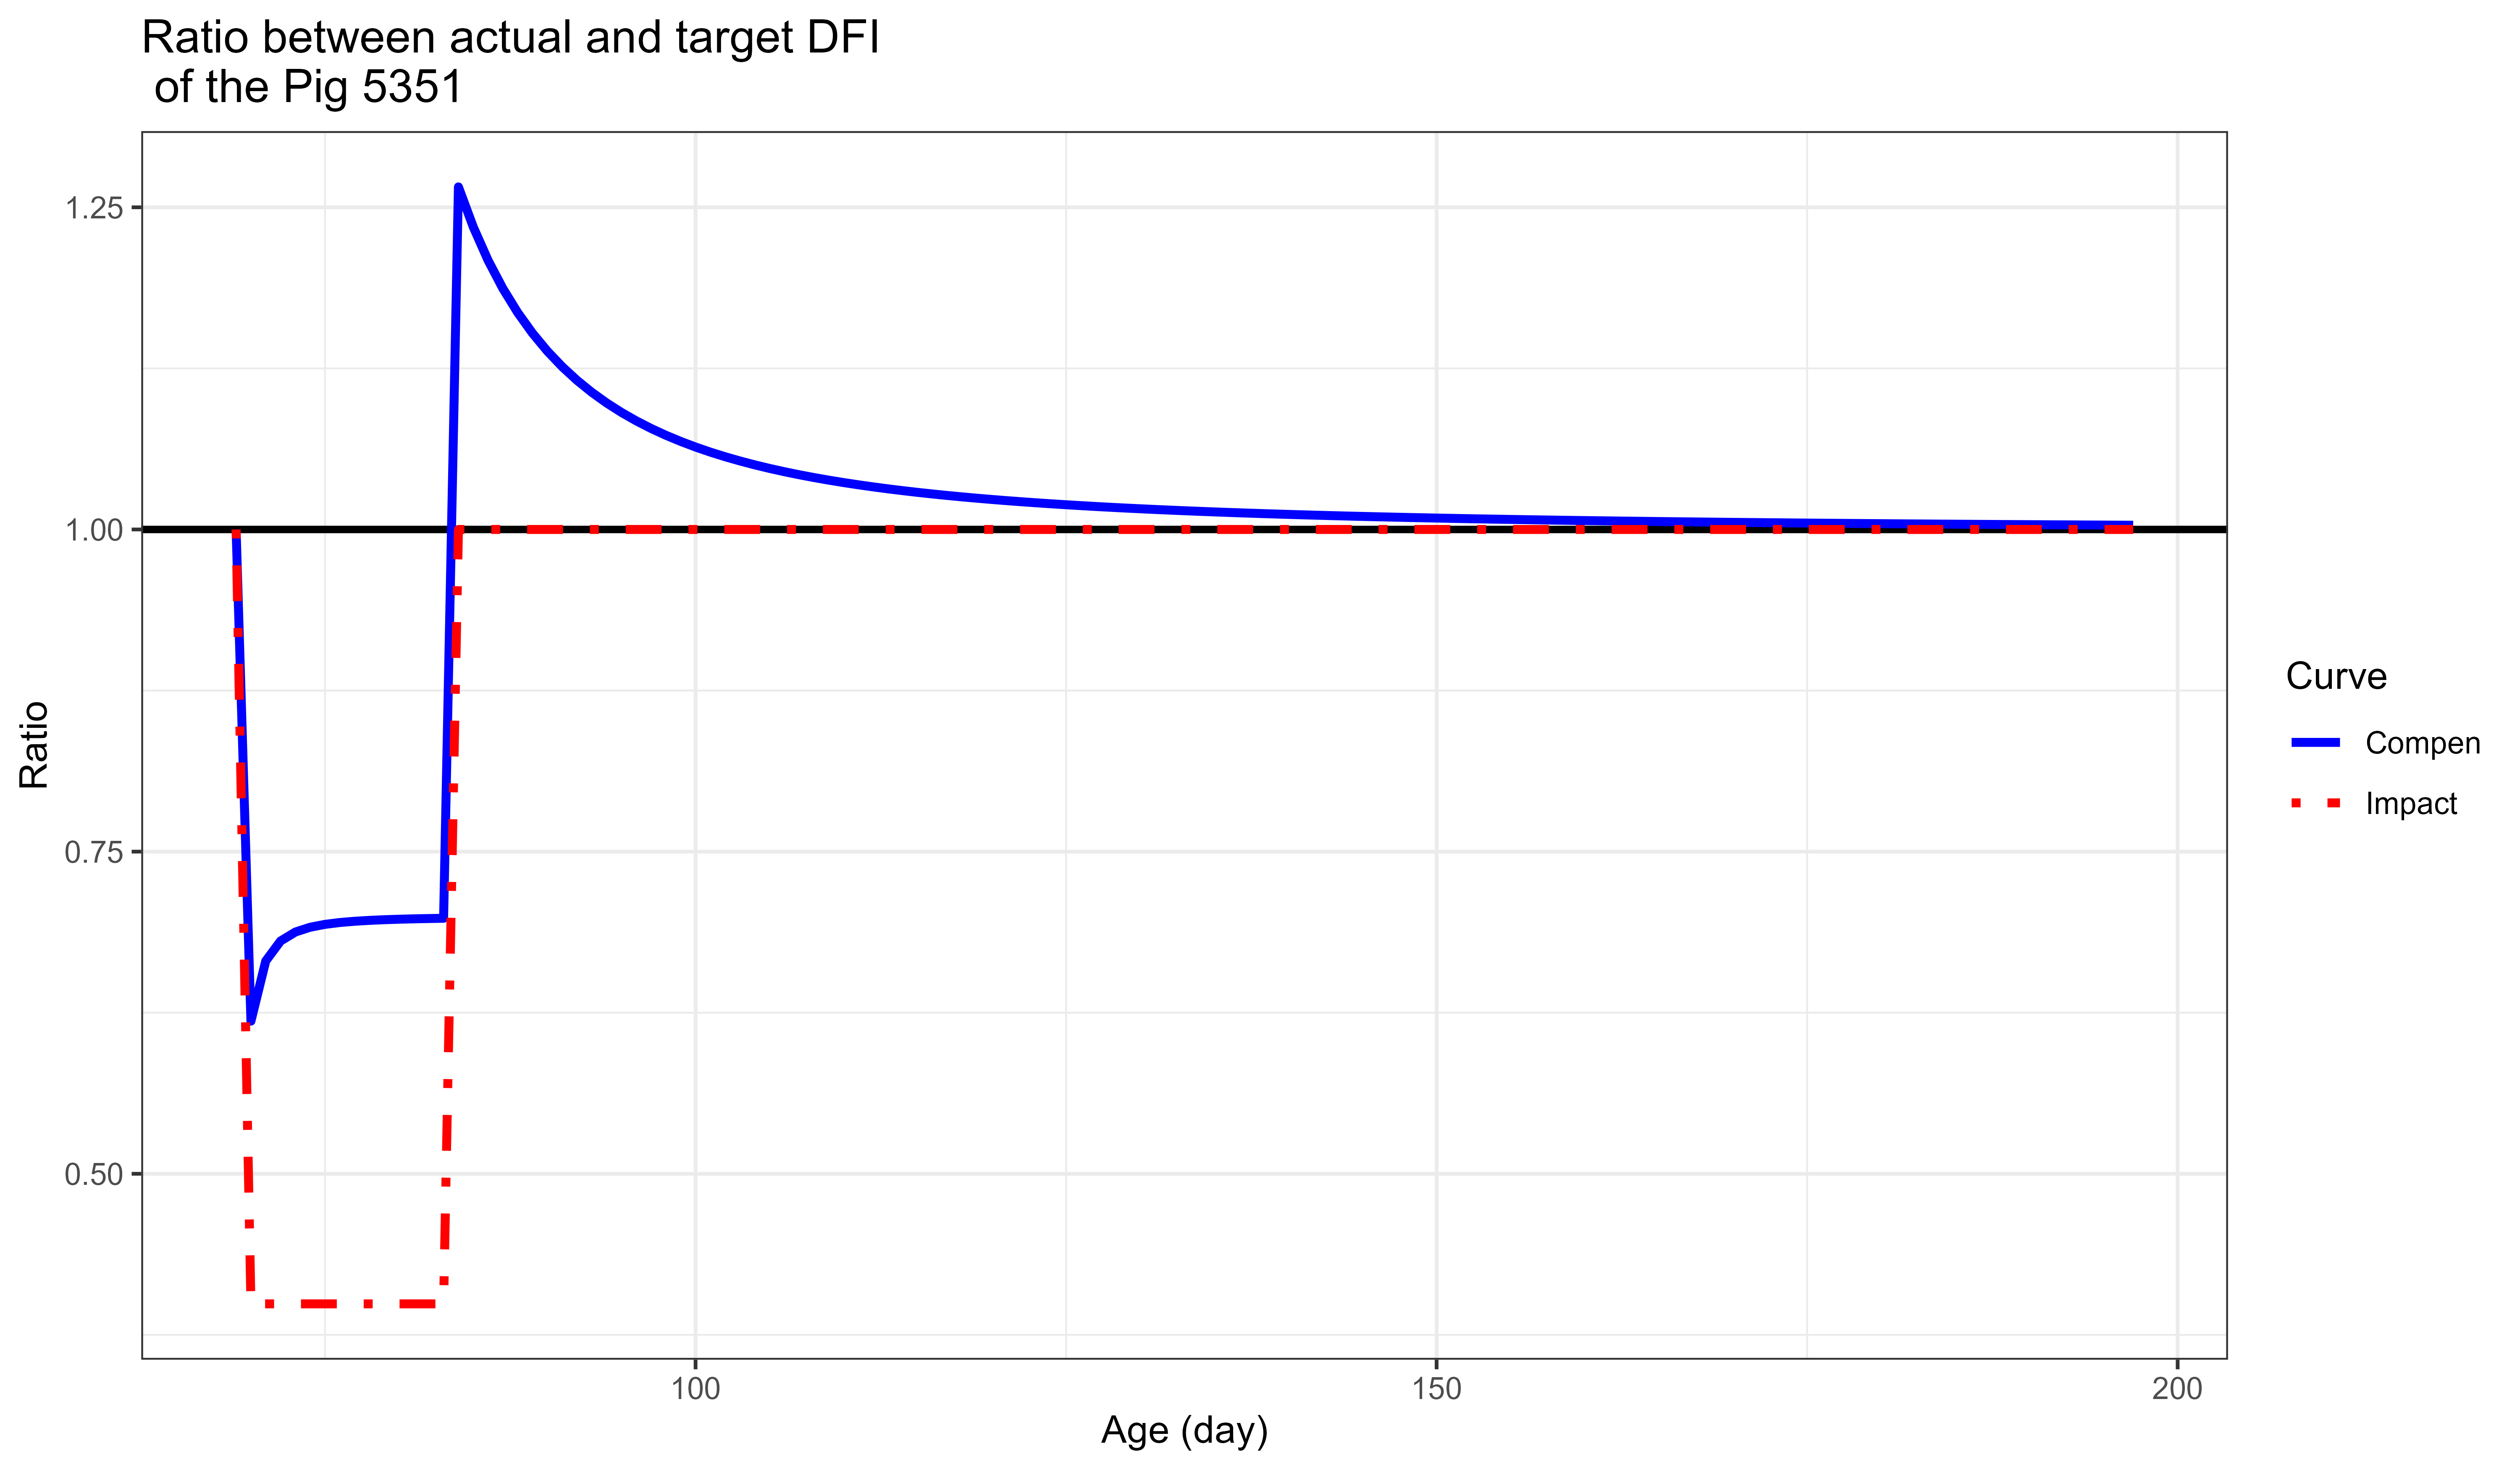 Ratio between actual and target DFI
of the Pig 5351
1.25
1.00
0.75
0.50
Ratio
100
150
200
Age (day)
Curve
Compen
Impact